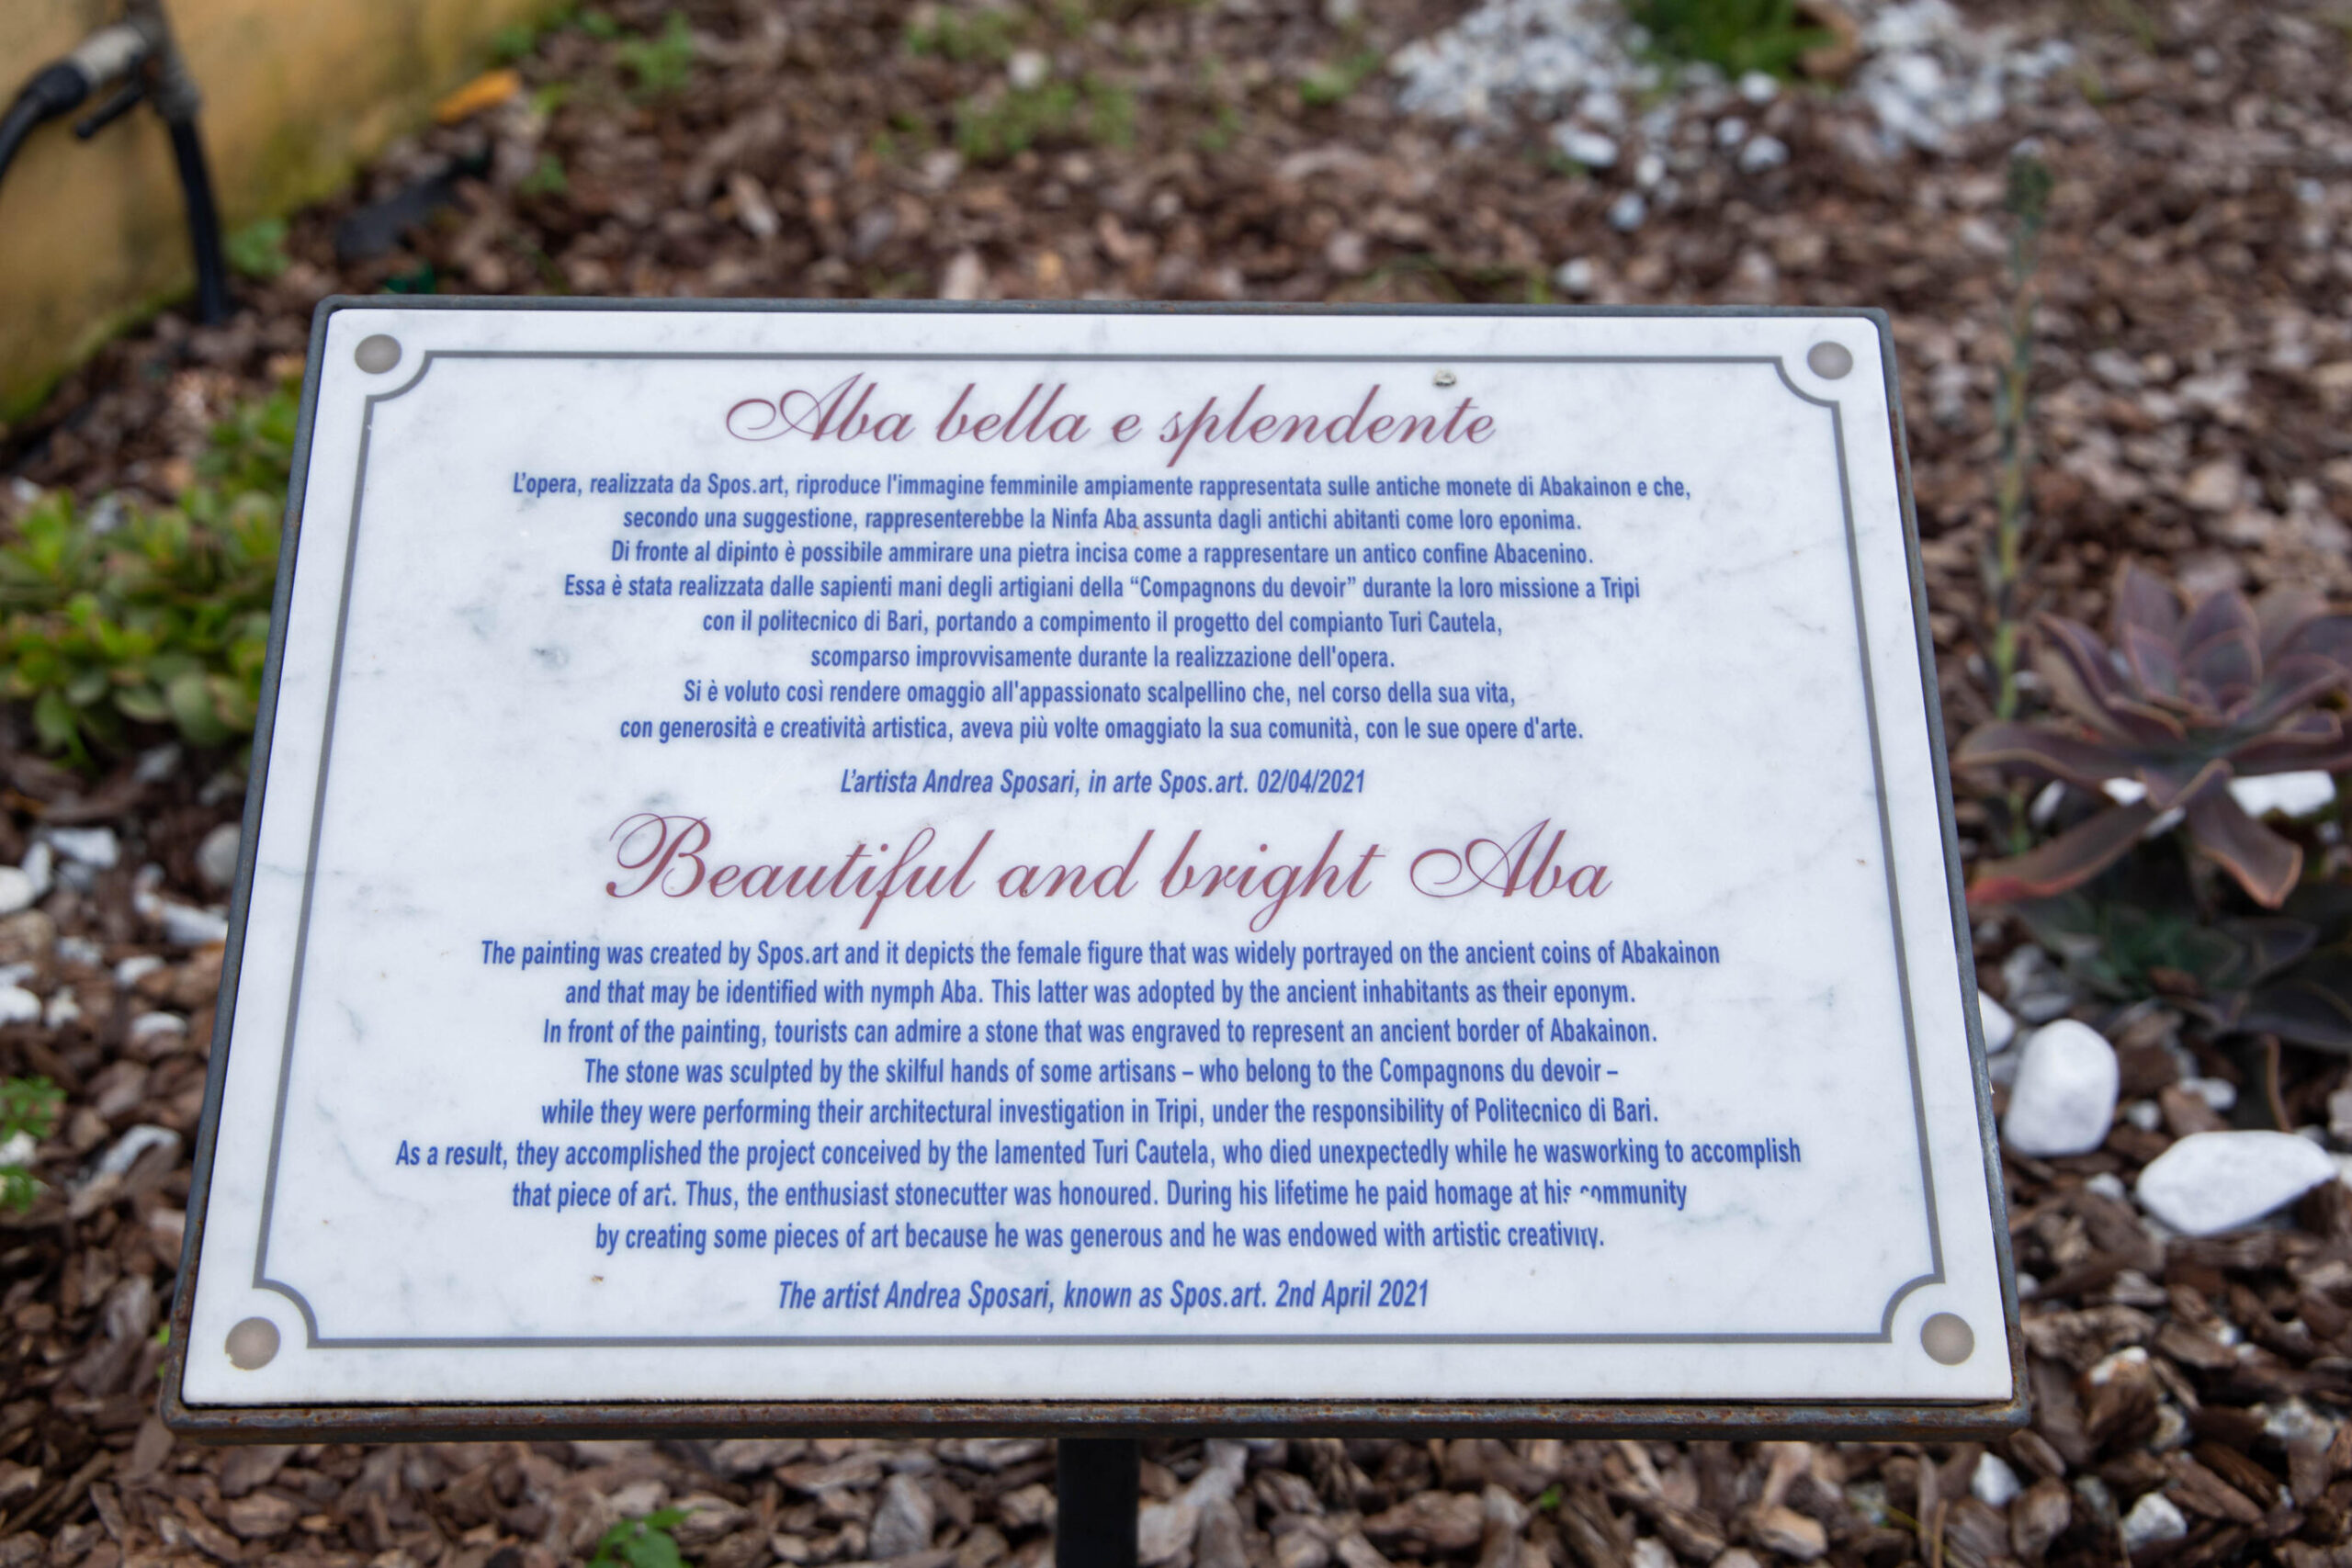 Aba bella e splendente
L'opera, realizzata da Spos.art, riproduce l'immagine femminile ampiamente rappresentata sulle antiche monete di Abakainon e che,
secondo una suggestione, rappresenterebbe la Ninfa Aba assunta dagli antichi abitanti come loro eponima.
Di fronte al dipinto è possibile ammirare una pietra incisa come a rappresentare un antico confine Abacenino.
Essa è stata realizzata dalle sapienti mani degli artigiani della “Compagnons du devoir” durante la loro missione a Tripi
con il politecnico di Bari, portando a compimento il progetto del compianto Turi Cautela,
scomparso improvvisamente durante la realizzazione dell'opera.
Si è voluto così rendere omaggio all'appassionato scalpellino che, nel corso della sua vita,
con generosità e creatività artistica, aveva più volte omaggiato la sua comunità, con le sue opere d'arte.
L'artista Andrea Sposari, in arte Spos.art. 02/04/2021
Beautiful and bright Aba
The painting was created by Spos.art and it depicts the female figure that was widely portrayed on the ancient coins of Abakainon
and that may be identified with nymph Aba. This latter was adopted by the ancient inhabitants as their eponym.
In front of the painting, tourists can admire a stone that was engraved to represent an ancient border of Abakainon.
The stone was sculpted by the skilful hands of some artisans – who belong to the Compagnons du devoir –
while they were performing their architectural investigation in Tripi, under the responsibility of Politecnico di Bari.
As a result, they accomplished the project conceived by the lamented Turi Cautela, who died unexpectedly while he wasworking to accomplish
that piece of art. Thus, the enthusiast stonecutter was honoured. During his lifetime he paid homage at his community
by creating some pieces of art because he was generous and he was endowed with artistic creativity.
The artist Andrea Sposari, known as Spos.art. 2nd April 2021